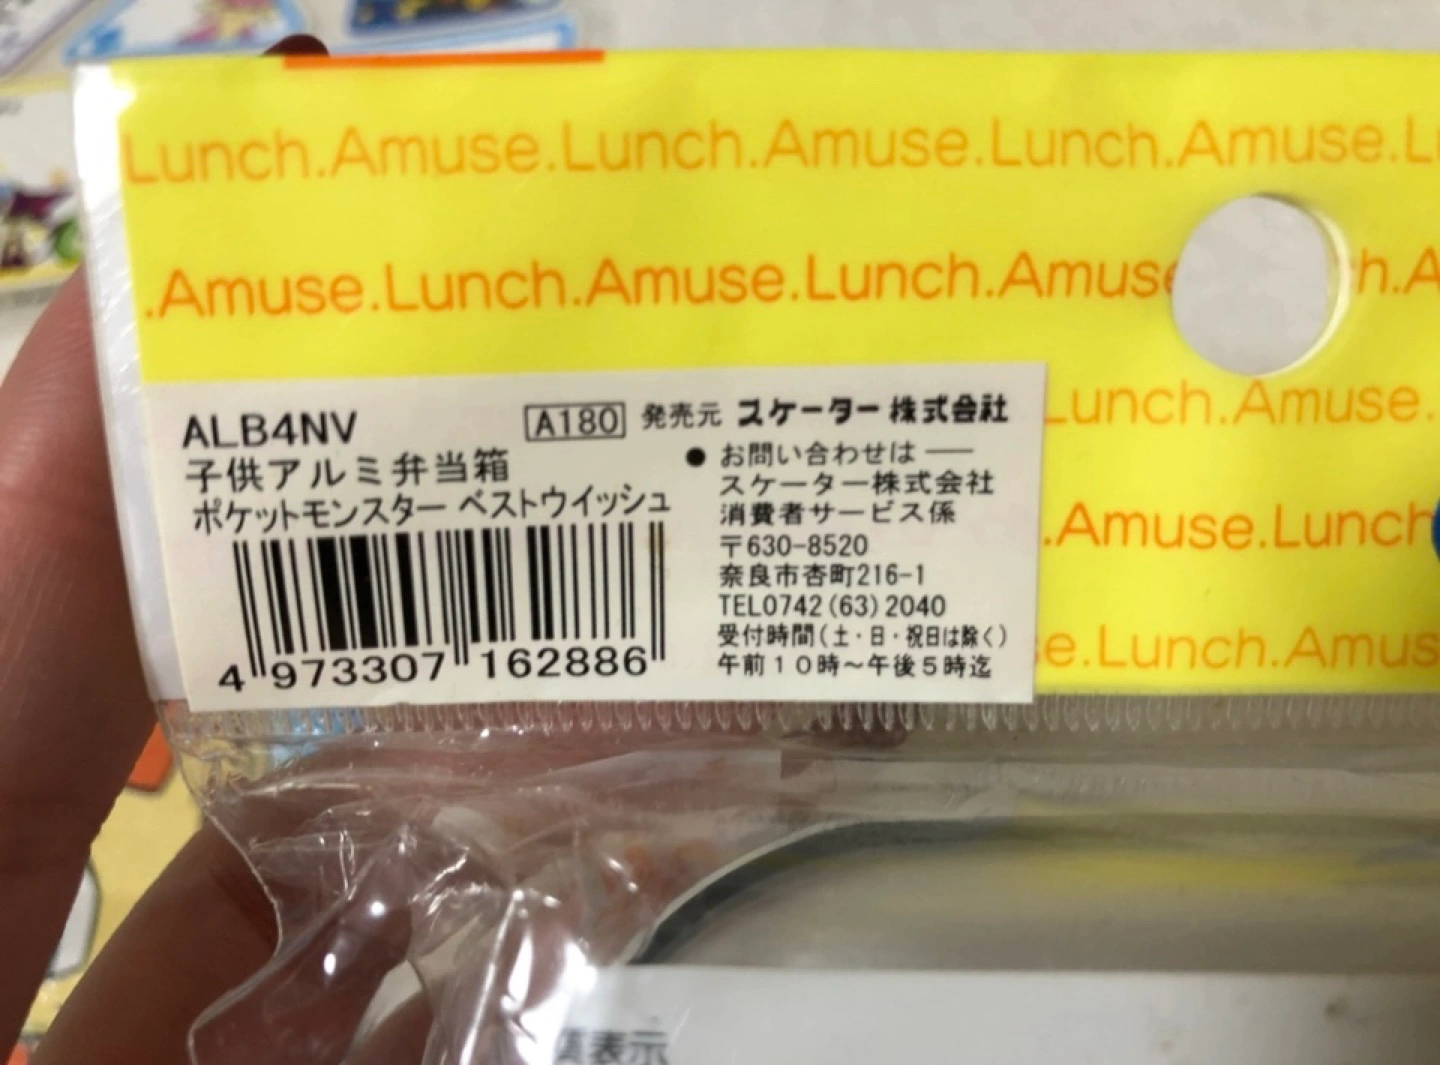 Lunch.Amuse.Lunch.Amuse.Lunch.Amuse.L
.Amuse.Lunch.Amuse.Lunch.Amuse h.A
Lunch.Amuse.
.Amuse.Lunch
e.Lunch.Amus
ALB4NV
子供アルミ弁当箱
ポケットモンスター ベストウイッシュ
4 973307 162886
A180 発売元 スケーター株式会社
● お問い合わせは ──
スケーター株式会社
消費者サービス係
〒630-8520
奈良市杏町216-1
TEL0742(63)2040
受付時間(土・日・祝日は除く)
午前10時〜午後5時迄
表示